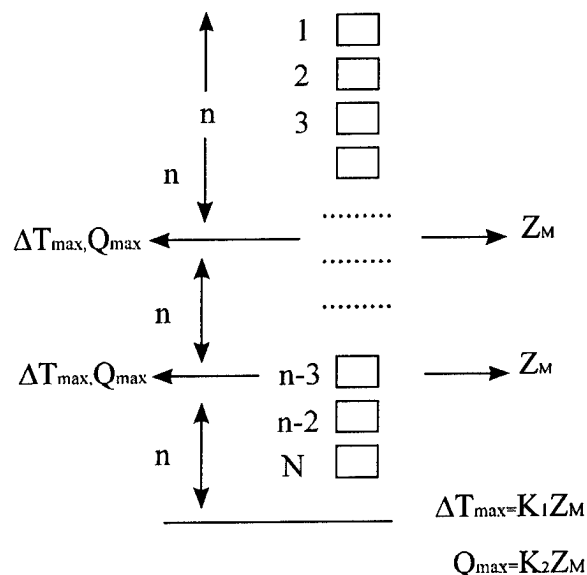 1
2
n 3
n
ΔTmax,Qmax ZM
n
ΔTmax,Qmax n-3 ZM
n-2
n N
ΔTmax=K1ZM
Qmax=K2ZM